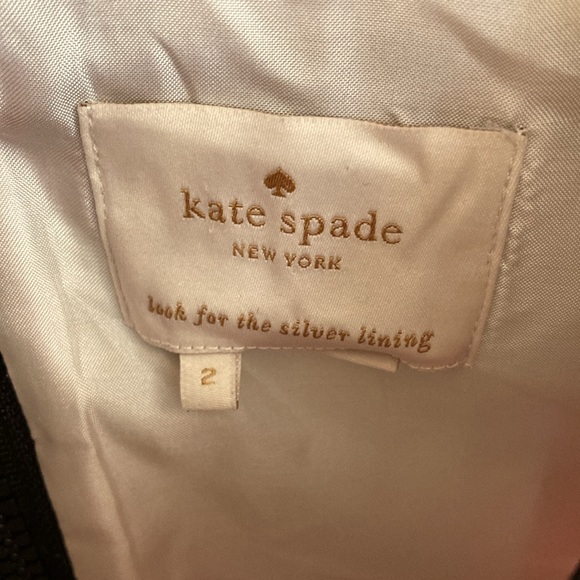 kate spade
NEW YORK
look for the silver lining
2